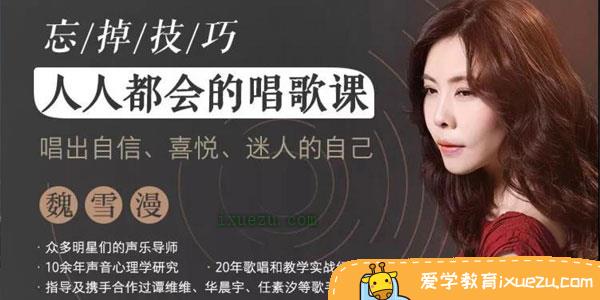 忘/掉/技/巧
人人都会的唱歌课
唱出自信、喜悦、迷人的自己
魏雪漫
ixuezu.com
·众多明星们的声乐导师
·10余年声音心理学研究 ·20年歌唱和教学实战
·指导及携手合作过谭维维、华晨宇、任素汐等歌手
爱学教育ixuezu.com